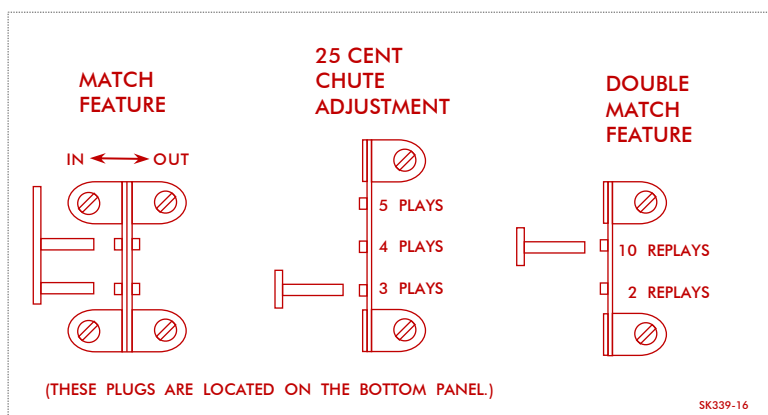 MATCH
FEATURE
IN OUT
25 CENT
CHUTE
ADJUSTMENT
5 PLAYS
4 PLAYS
3 PLAYS
DOUBLE
MATCH
FEATURE
10 REPLAYS
2 REPLAYS
(THESE PLUGS ARE LOCATED ON THE BOTTOM PANEL.)
SK339-16